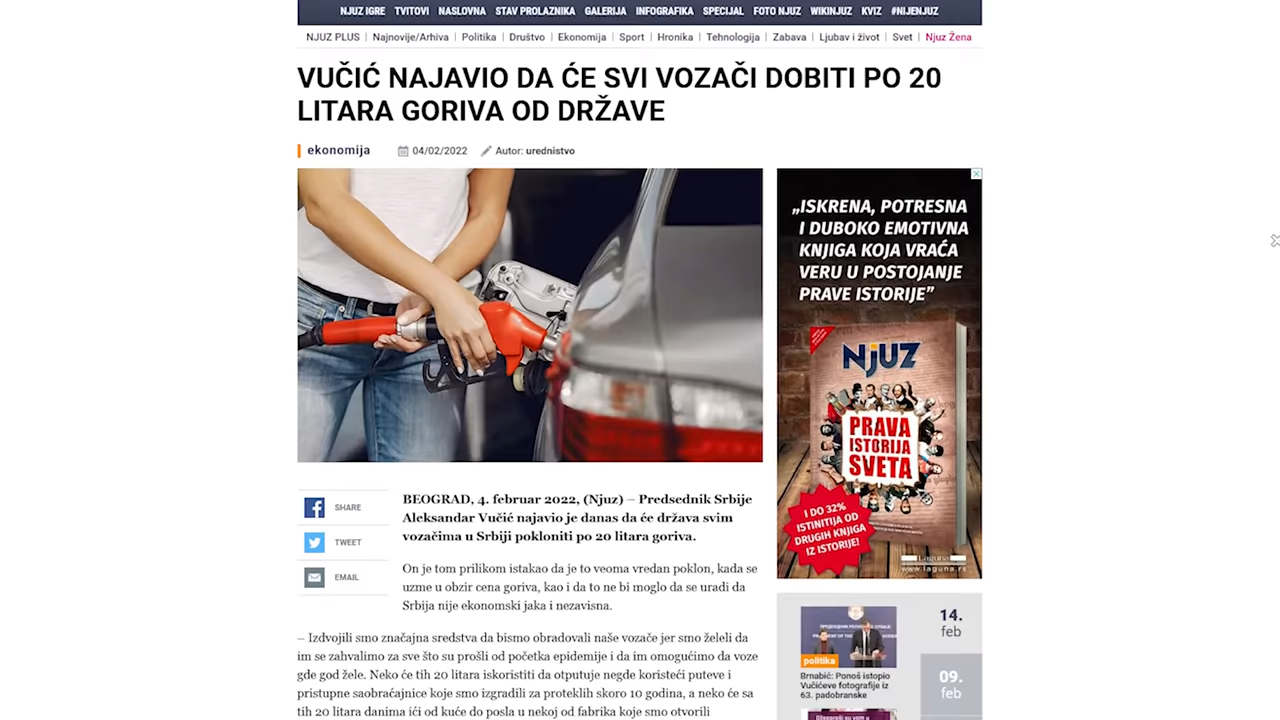 NJUZ IGRE TVITOVI NASLOVNA STAV PROLAZNIKA GALERIJA INFOGRAFIKA SPECIJAL FOTO NJUZ WIKINJUZ KVIZ #NIJENJUZ
NJUZ PLUS | Najnovije/Arhiva | Politika | Društvo | Ekonomija | Sport | Hronika | Tehnologija | Zabava | Ljubav i život | Svet | Njuz Žena
VUČIĆ NAJAVIO DA ĆE SVI VOZAČI DOBITI PO 20
LITARA GORIVA OD DRŽAVE
ekonomija 04/02/2022 Autor: urednistvo
SHARE
TWEET
EMAIL
BEOGRAD, 4. februar 2022, (Njuz) – Predsednik Srbije
Aleksandar Vučić najavio je danas da će država svim
vozačima u Srbiji pokloniti po 20 litara goriva.
On je tom prilikom istakao da je to veoma vredan poklon, kada se
uzme u obzir cena goriva, kao i da to ne bi moglo da se uradi da
Srbija nije ekonomski jaka i nezavisna.
– Izdvojili smo značajna sredstva da bismo obradovali naše vozače jer smo želeli da
im se zahvalimo za sve što su prošli od početka epidemije i da im omogućimo da voze
gde god žele. Neko će tih 20 litara iskoristiti da otputuje negde koristeći puteve i
pristupne saobraćajnice koje smo izgradili za proteklih skoro 10 godina, a neko će sa
tih 20 litara danima ići od kuće do posla u nekoj od fabrika koje smo otvorili
„ISKRENA, POTRESNA
I DUBOKO EMOTIVNA
KNJIGA KOJA VRAĆA
VERU U POSTOJANJE
PRAVE ISTORIJE”
NJUZ
PRAVA
ISTORIJA
SVETA
I DO 32%
ISTINITIJA OD
DRUGIH KNJIGA
IZ ISTORIJE!
Laguna
www.laguna.rs
politika
Brnabić: Ponoš istopio
Vučićeve fotografije iz
63. padobranske
14.
feb
09.
feb